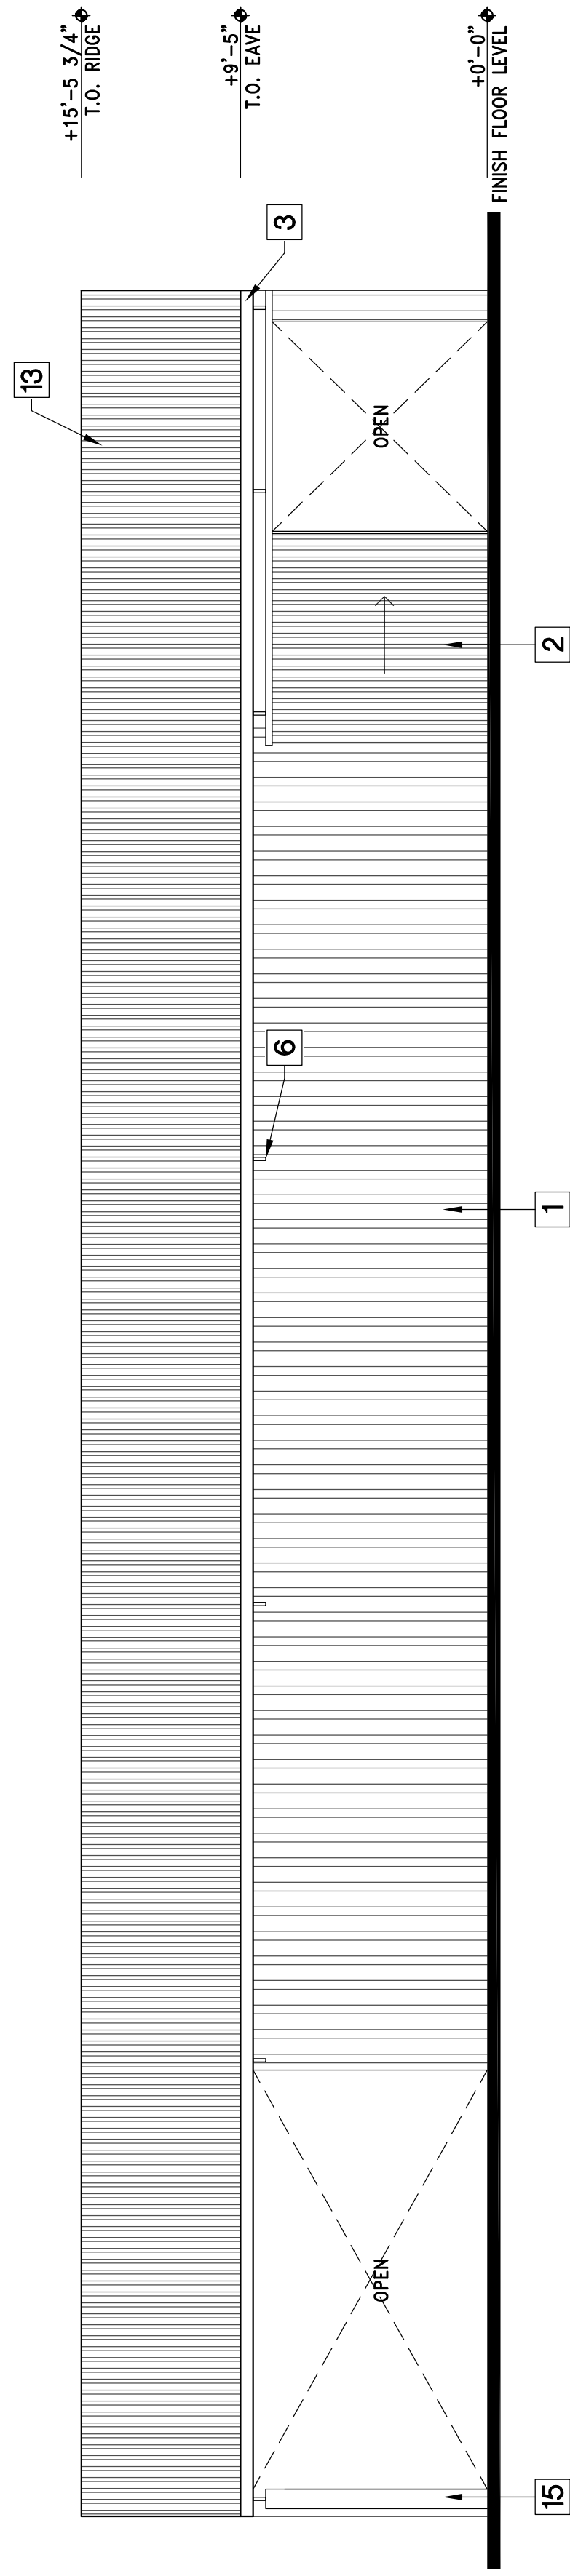 +15'-5 3/4"
T.O. RIDGE
+9'-5"
T.O. EAVE
+0'-0"
FINISH FLOOR LEVEL
13
3
6
OPEN
OPEN
15
1
2